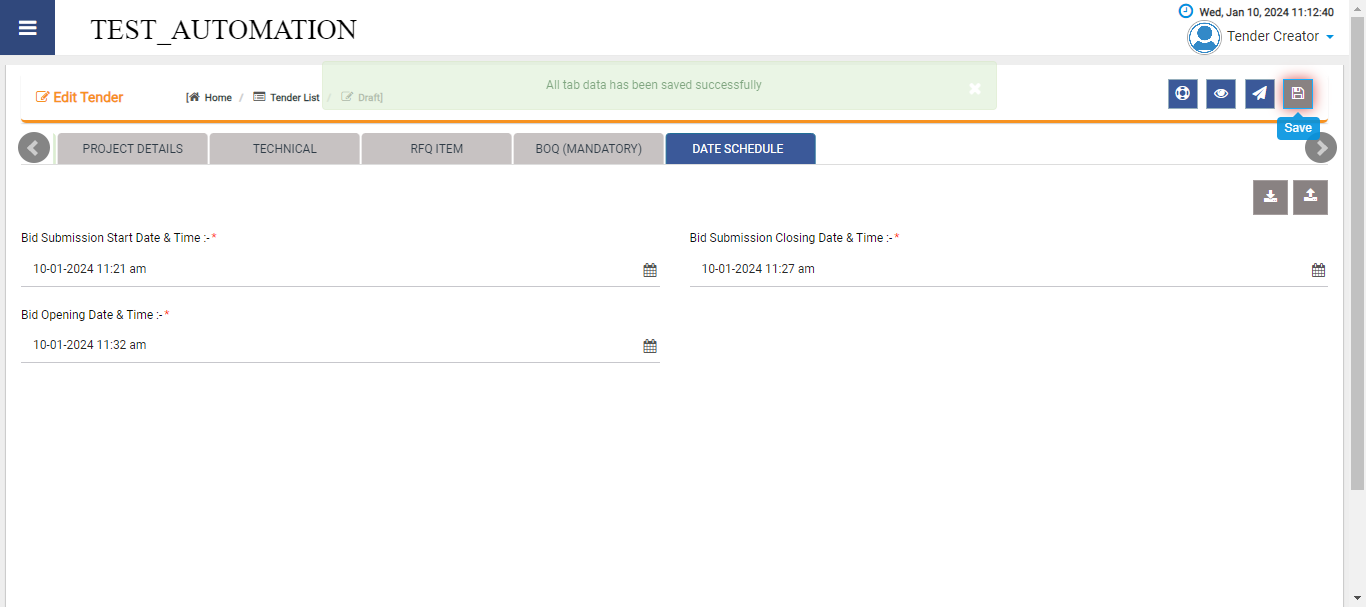 TEST_AUTOMATION
Wed, Jan 10, 2024 11:12:40
Tender Creator
Edit Tender
[ Home / Tender List / Draft]
All tab data has been saved successfully
Save
PROJECT DETAILS
TECHNICAL
RFQ ITEM
BOQ (MANDATORY)
DATE SCHEDULE
Bid Submission Start Date & Time :- *
10-01-2024 11:21 am
Bid Submission Closing Date & Time :- *
10-01-2024 11:27 am
Bid Opening Date & Time :- *
10-01-2024 11:32 am